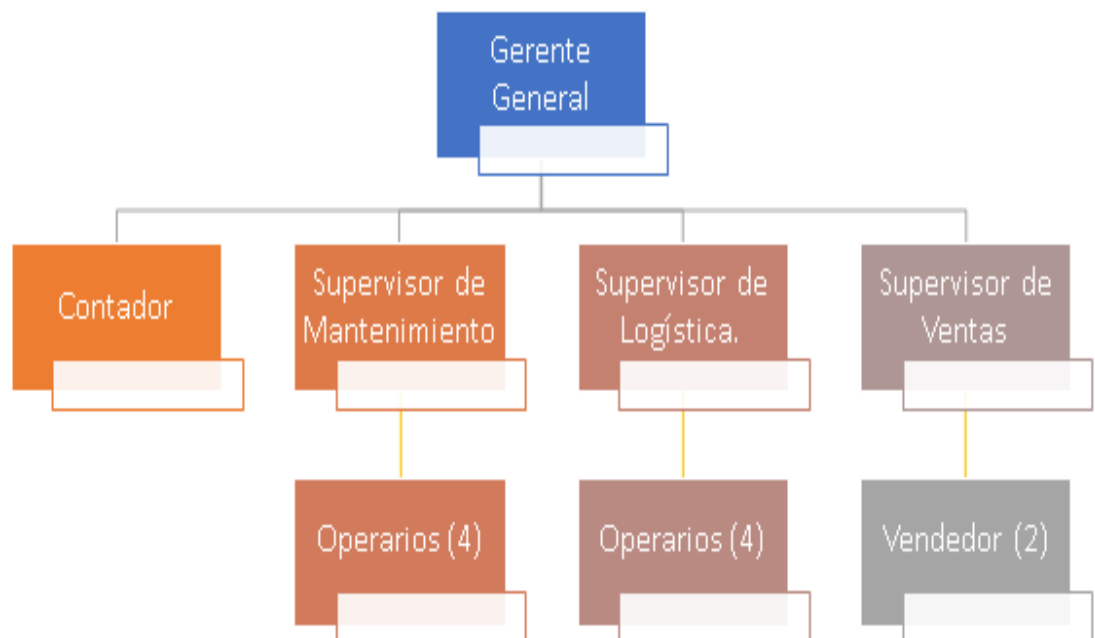 Gerente
General
Contador
Supervisor de
Mantenimiento
Supervisor de
Logística.
Supervisor de
Ventas
Operarios (4)
Operarios (4)
Vendedor (2)